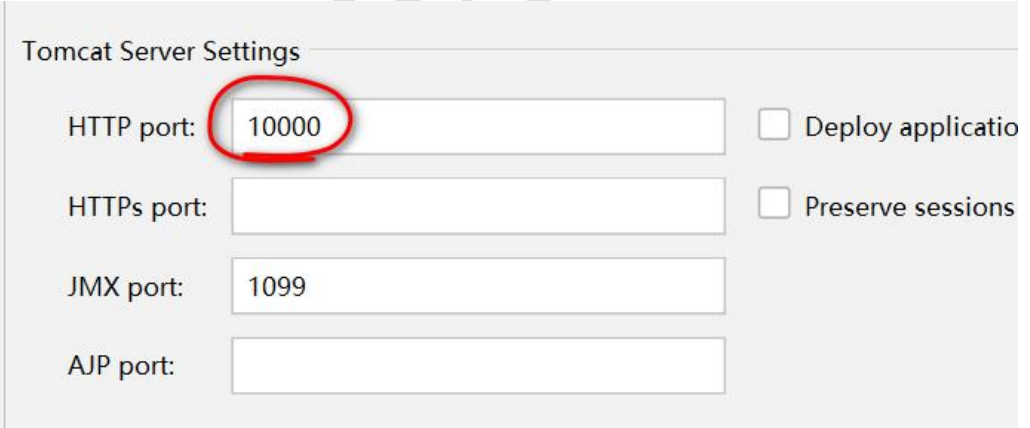 Tomcat Server Settings
HTTP port: 10000 Deploy applicatio
HTTPs port: Preserve sessions
JMX port: 1099
AJP port: